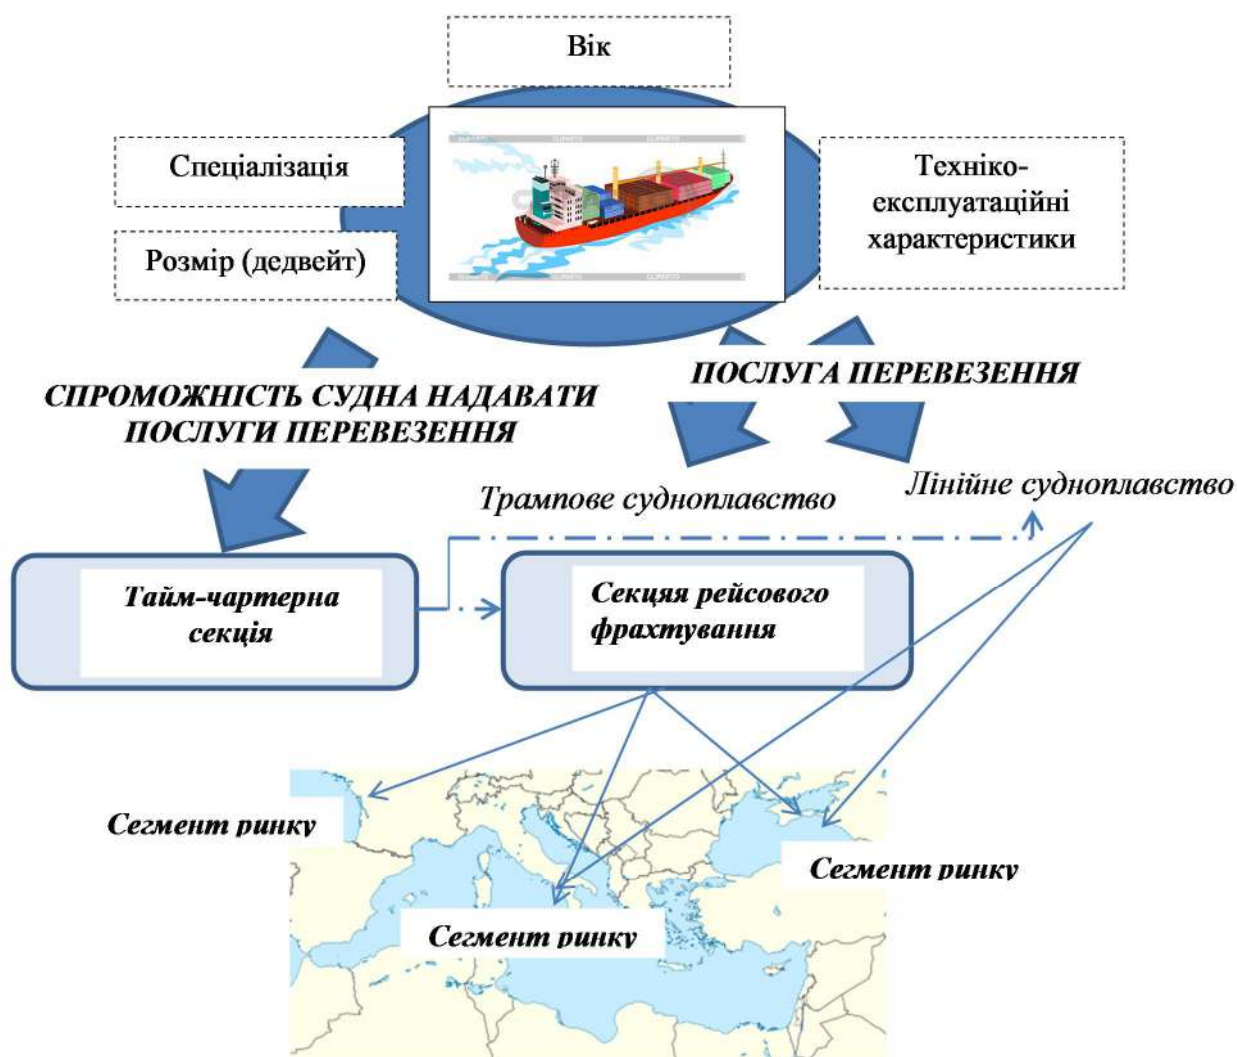 Вік
Спеціалізація
Розмір (дедвейт)
Техніко-
експлуатаційні
характеристики
СПРОМОЖНІСТЬ СУДНА НАДАВАТИ
ПОСЛУГИ ПЕРЕВЕЗЕННЯ
ПОСЛУГА ПЕРЕВЕЗЕННЯ
Трампове судноплавство
Лінійне судноплавство
Тайм-чартерна
секція
Секцяя рейсового
фрахтування
Сегмент ринку
Сегмент ринку
Сегмент ринку